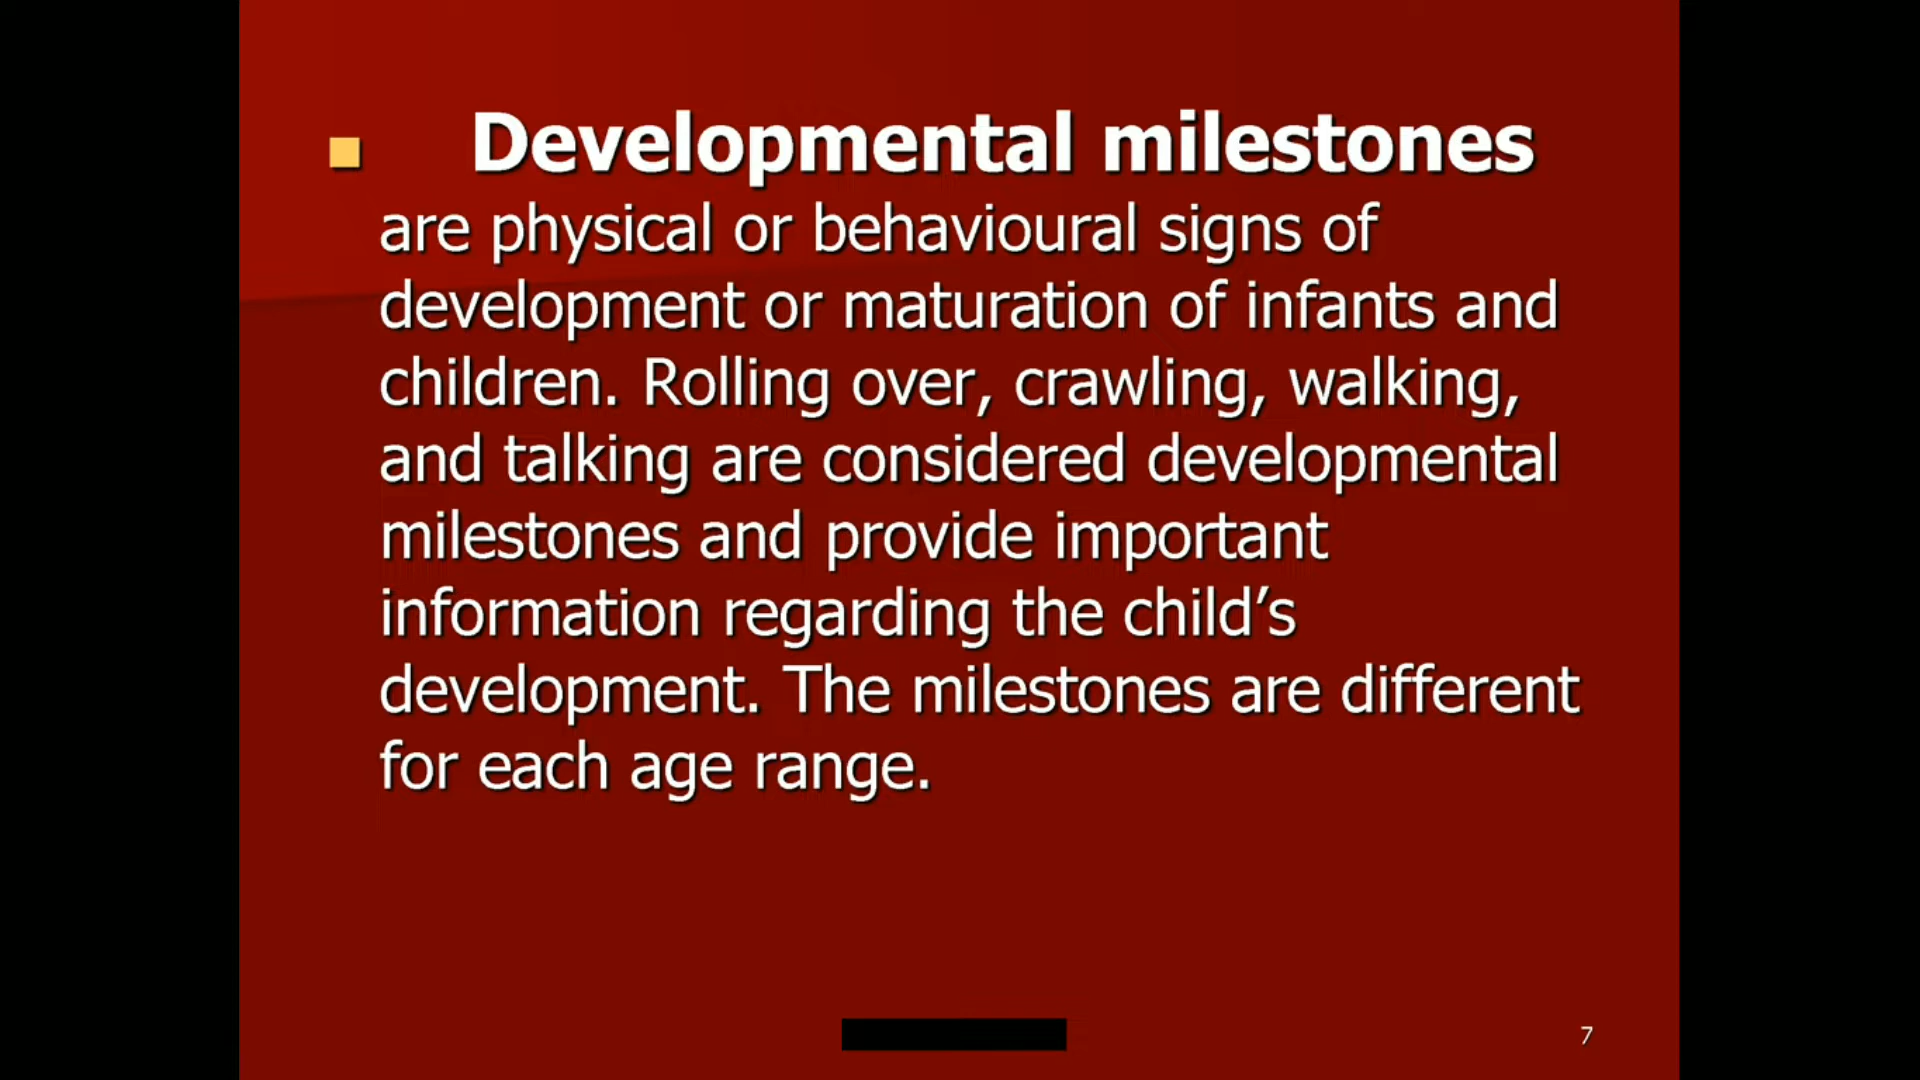 Developmental milestones
are physical or behavioural signs of
development or maturation of infants and
children. Rolling over, crawling, walking,
and talking are considered developmental
milestones and provide important
information regarding the child’s
development. The milestones are different
for each age range.
7